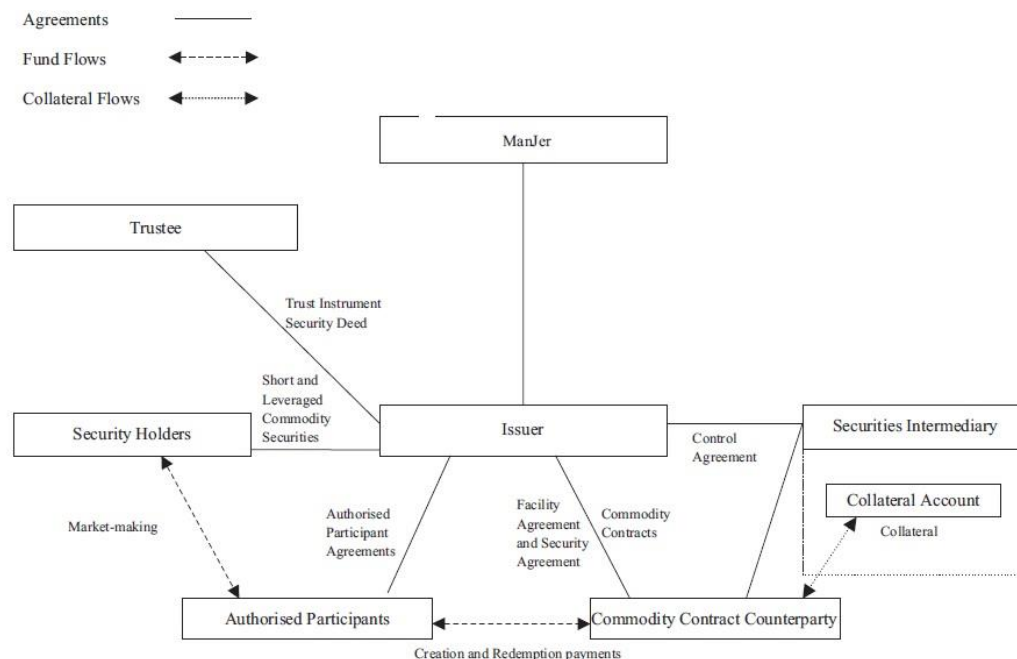 Agreements
Fund Flows
Collateral Flows
ManJer
Trustee
Trust Instrument
Security Deed
Short and
Leveraged
Commodity
Securities
Security Holders
Issuer
Securities Intermediary
Control
Agreement
Collateral Account
Collateral
Market-making
Authorised
Participant
Agreements
Facility
Agreement
and Security
Agreement
Commodity
Contracts
Authorised Participants
Commodity Contract Counterparty
Creation and Redemption payments